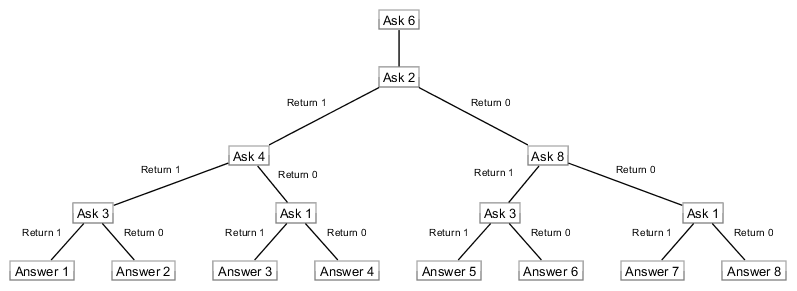 Ask 6
Ask 2
Return 1
Return 0
Ask 4
Ask 8
Return 1
Return 0
Return 1
Return 0
Ask 3
Ask 1
Ask 3
Ask 1
Return 1
Return 0
Return 1
Return 0
Return 1
Return 0
Return 1
Return 0
Answer 1
Answer 2
Answer 3
Answer 4
Answer 5
Answer 6
Answer 7
Answer 8